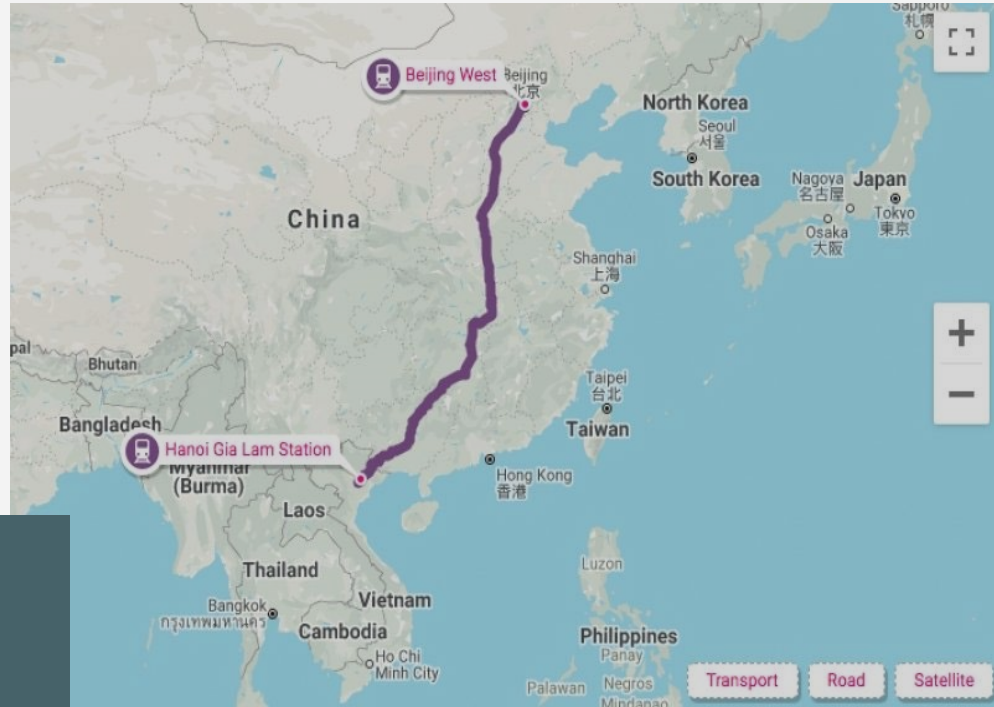 Sapporo
札幌
Beijing West
Beijing
北京
North Korea
Seoul
서울
South Korea
Nagoya
名古屋
Japan
Tokyo
東京
Osaka
大阪
China
Shanghai
上海
pal
Bhutan
Taipei
台北
Taiwan
Bangladesh
Hanoi Gia Lam Station
Myanmar
(Burma)
Hong Kong
香港
Laos
Luzon
Thailand
Vietnam
Bangkok
กรุงเทพมหานคร
Cambodia
Philippines
Ho Chi
Minh City
Panay
Palawan
Negros
Mindanao
Transport
Road
Satellite